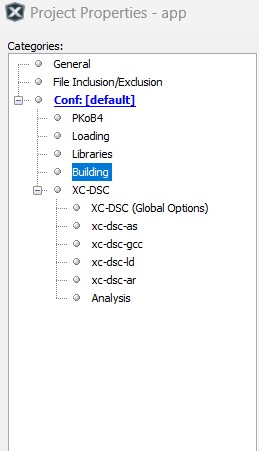 Project Properties - app
Categories:
General
File Inclusion/Exclusion
Conf: [default]
PKoB4
Loading
Libraries
Building
XC-DSC
XC-DSC (Global Options)
xc-dsc-as
xc-dsc-gcc
xc-dsc-ld
xc-dsc-ar
Analysis